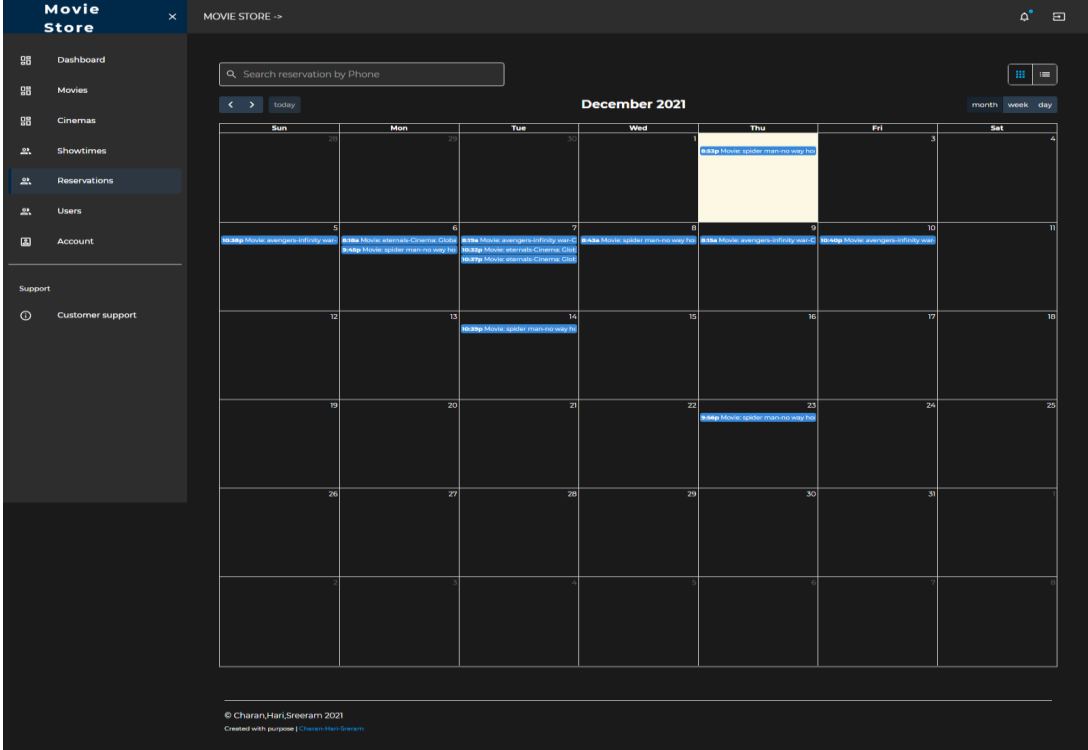 Movie
Store
×
MOVIE STORE ->
Dashboard
Movies
Cinemas
Showtimes
Reservations
Users
Account
Support
Customer support
Search reservation by Phone
today
December 2021
month week day
Sun Mon Tue Wed Thu Fri Sat
28 29 30 1 2 3 4
8:53p Movie: spider man-no way ho
5 6 7 8 9 10 11
10:38p Movie: avengers-infinity war- 8:18a Movie: eternals-Cinema: Globa 8:19a Movie: avengers-infinity war-C 8:43a Movie: spider man-no way ho 8:15a Movie: avengers-infinity war-C 10:40p Movie: avengers-infinity war-
9:45p Movie: spider man-no way ho 10:32p Movie: eternals-Cinema: Glob
10:37p Movie: eternals-Cinema: Glob
12 13 14 15 16 17 18
10:39p Movie: spider man-no way h
19 20 21 22 23 24 25
9:56p Movie: spider man-no way ho
26 27 28 29 30 31 1
2 3 4 5 6 7 8
© Charan,Hari,Sreeram 2021
Created with purpose | Charan-Hari-Sreeram